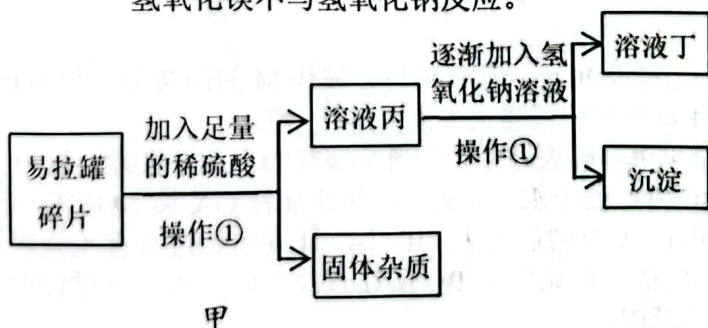 氢氧化镁不与氢氧化钠反应。
易拉罐
碎片
加入足量
的稀硫酸
操作①
溶液丙
固体杂质
逐渐加入氢
氧化钠溶液
操作①
溶液丁
沉淀
甲